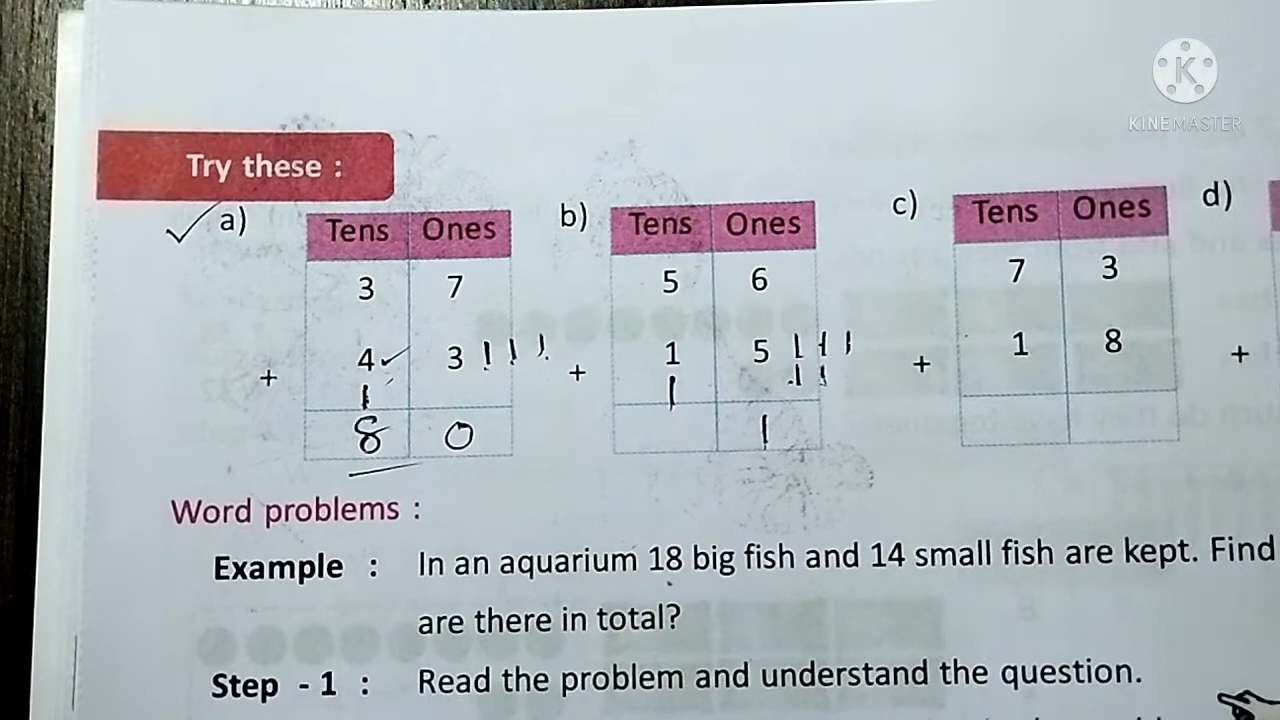 K
KINEMASTER
Try these :
a) b) c) d)
Tens Ones Tens Ones Tens Ones
3 7 5 6 7 3
+ 4 3 + 1 5 + 1 8 +
1 1
8 0 1
Word problems :
Example : In an aquarium 18 big fish and 14 small fish are kept. Find
are there in total?
Step - 1 : Read the problem and understand the question.